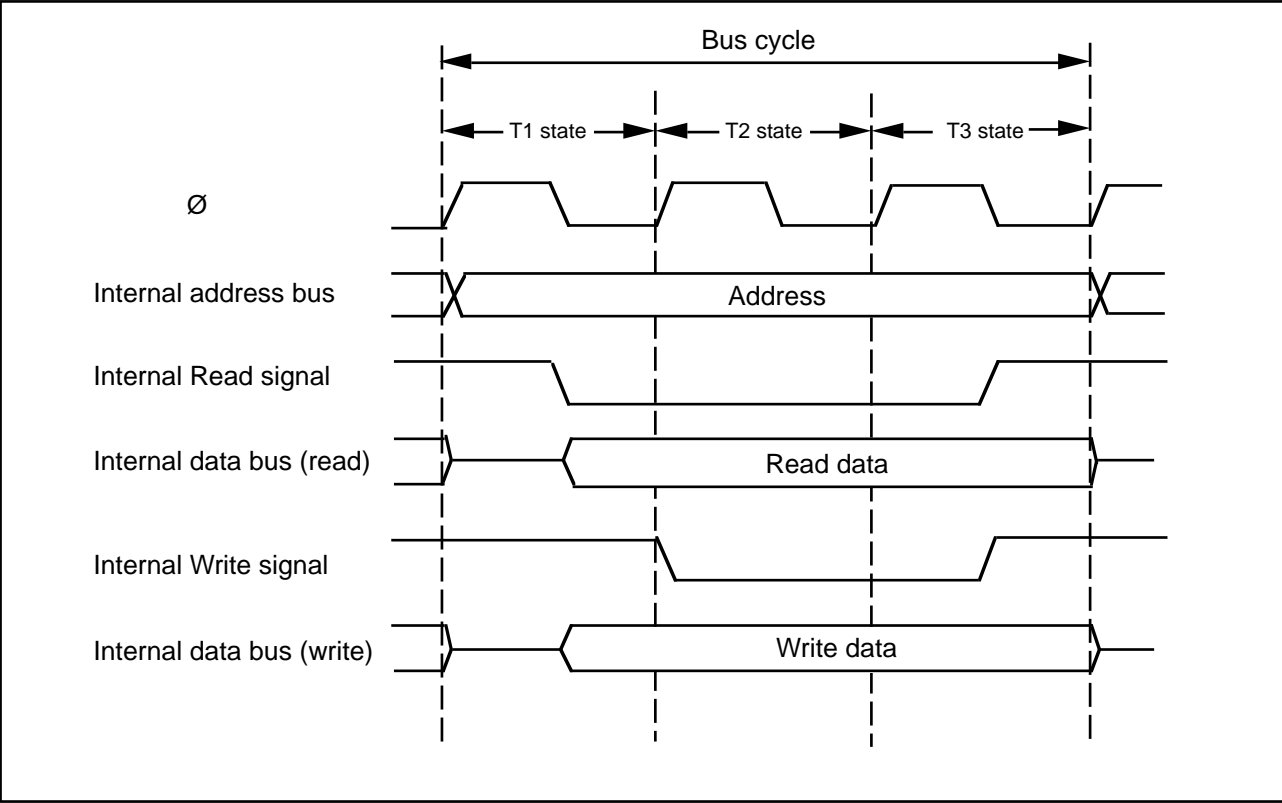 Bus cycle
T1 state
T2 state
T3 state
Ø
Internal address bus
Address
Internal Read signal
Internal data bus (read)
Read data
Internal Write signal
Internal data bus (write)
Write data